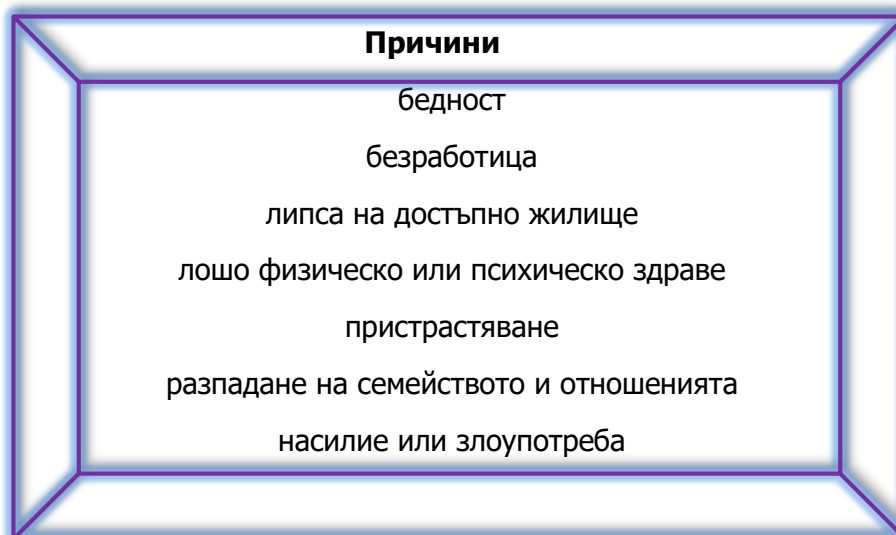 Причини
бедност
безработица
липса на достъпно жилище
лошо физическо или психическо здраве
пристрастяване
разпадане на семейството и отношенията
насилие или злоупотреба